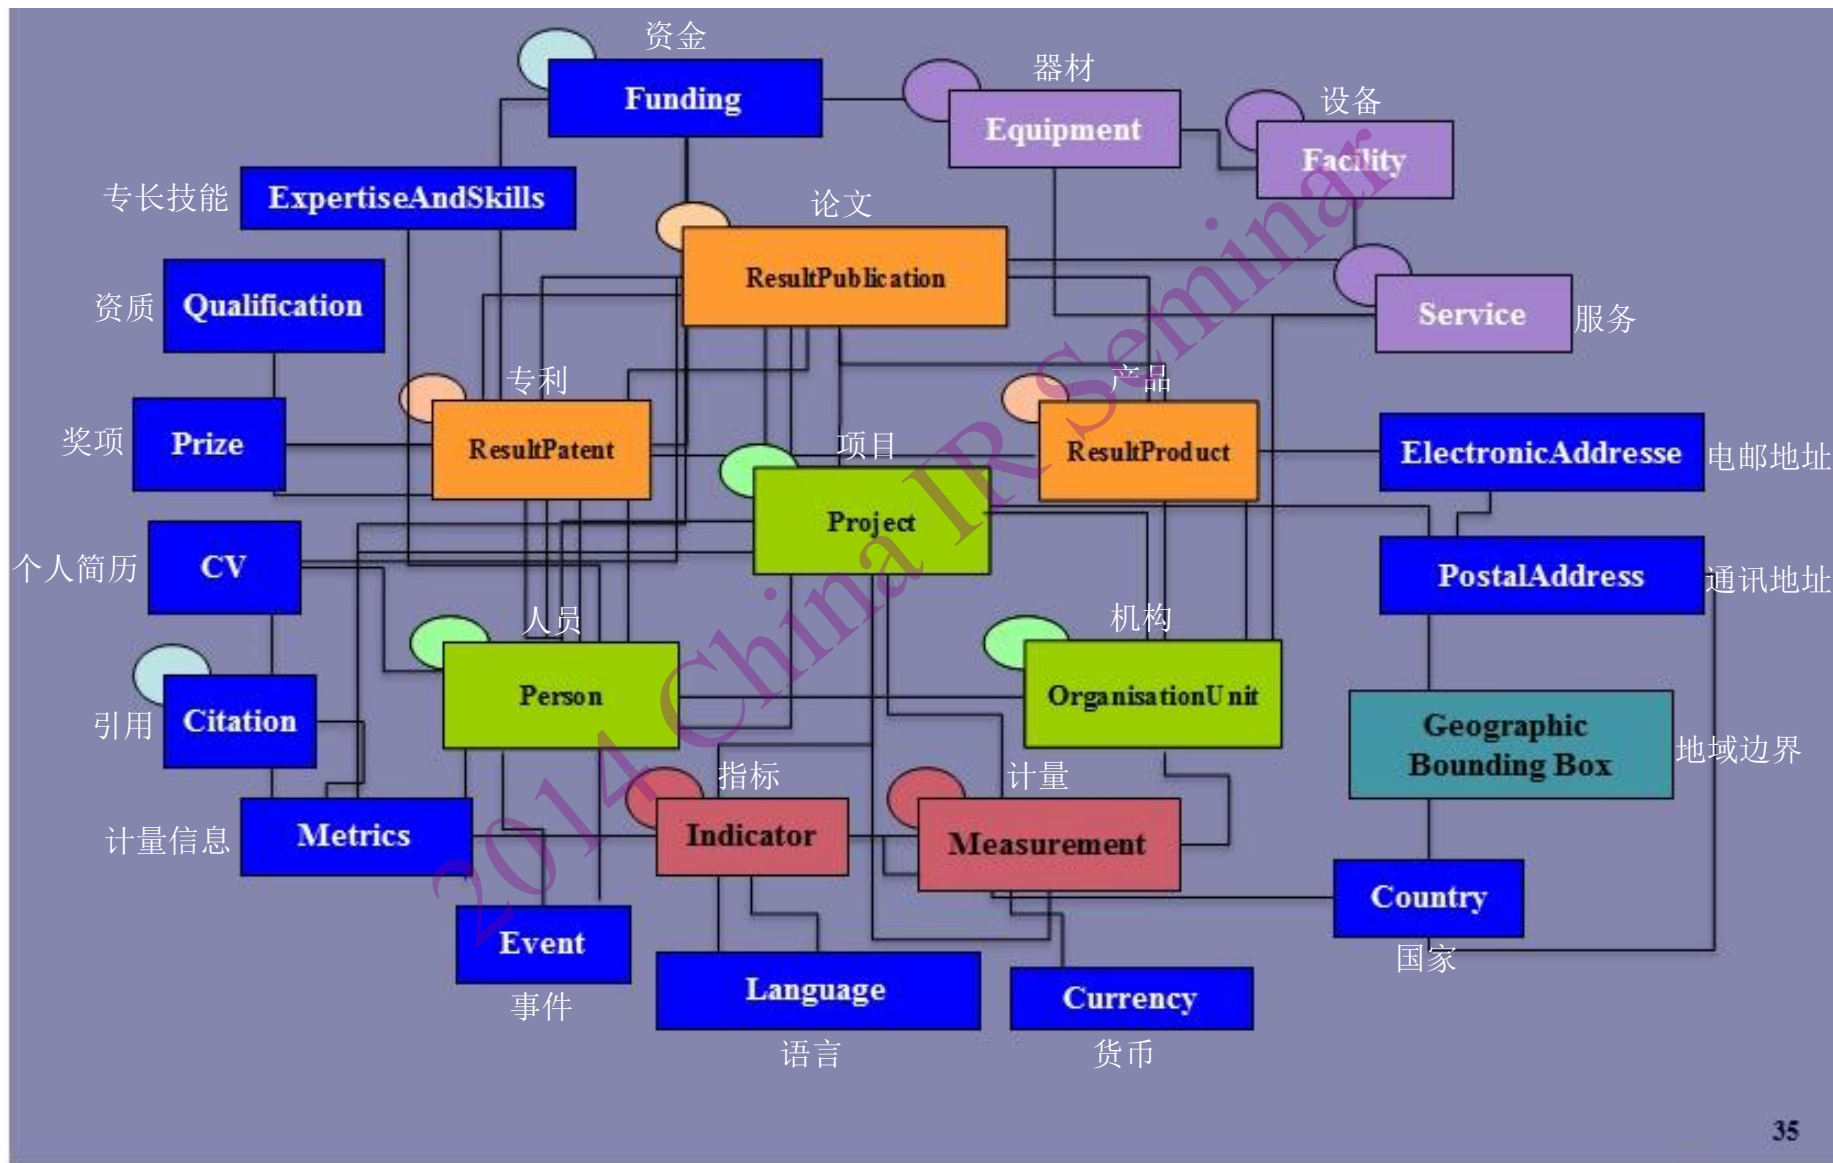 资金
Funding
器材
Equipment
设备
Facility
专长技能
ExpertiseAndSkills
论文
ResultPublication
资质
Qualification
Service
服务
专利
ResultPatent
产品
ResultProduct
奖项
Prize
项目
Project
ElectronicAddresse
电邮地址
个人简历
CV
PostalAddress
通讯地址
人员
Person
机构
OrganisationUnit
引用
Citation
Geographic
Bounding Box
地域边界
计量信息
Metrics
指标
Indicator
计量
Measurement
Country
国家
Event
事件
Language
语言
Currency
货币
2014 China IR Seminar
35